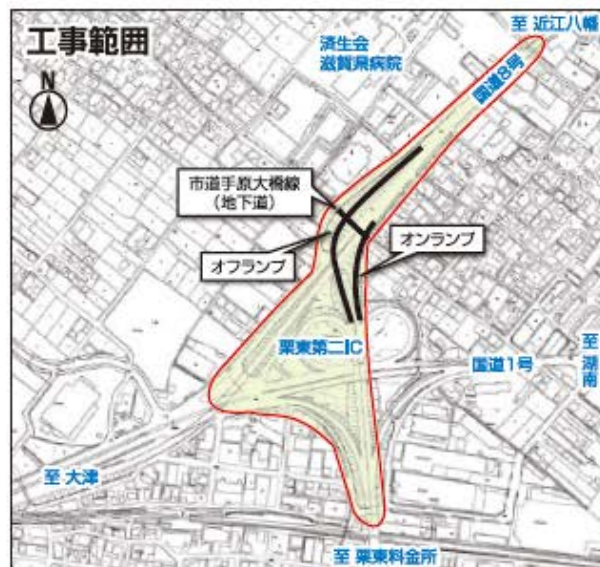 工事範囲
N
済生会
滋賀県病院
至 近江八幡
国道8号
市道手原大橋線
（地下道）
オフランプ
オンランプ
栗東第二IC
国道1号
至 湖南
至 大津
至 栗東料金所